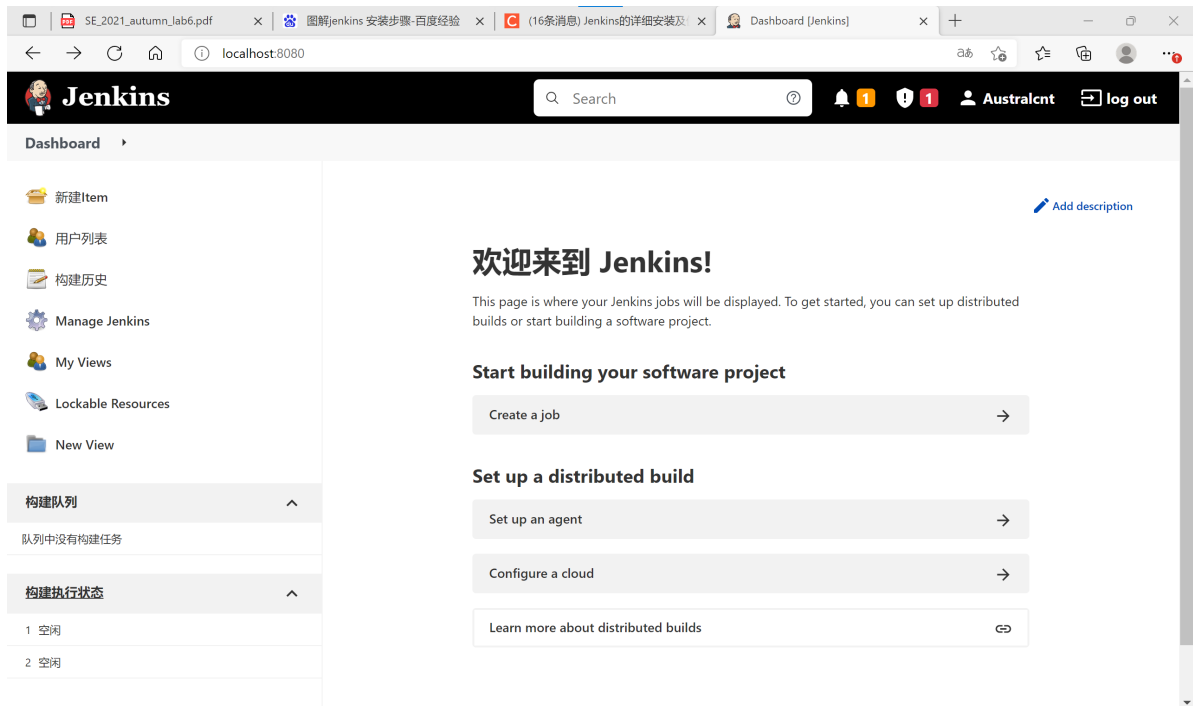 SE_2021_autumn_lab6.pdf
图解jenkins 安装步骤-百度经验
(16条消息) Jenkins的详细安装及
Dashboard [Jenkins]
localhost:8080
Jenkins
Search
1
1
Australcnt
log out
Dashboard
新建Item
用户列表
构建历史
Manage Jenkins
My Views
Lockable Resources
New View
构建队列
队列中没有构建任务
构建执行状态
1 空闲
2 空闲
Add description
欢迎来到 Jenkins!
This page is where your Jenkins jobs will be displayed. To get started, you can set up distributed
builds or start building a software project.
Start building your software project
Create a job
Set up a distributed build
Set up an agent
Configure a cloud
Learn more about distributed builds